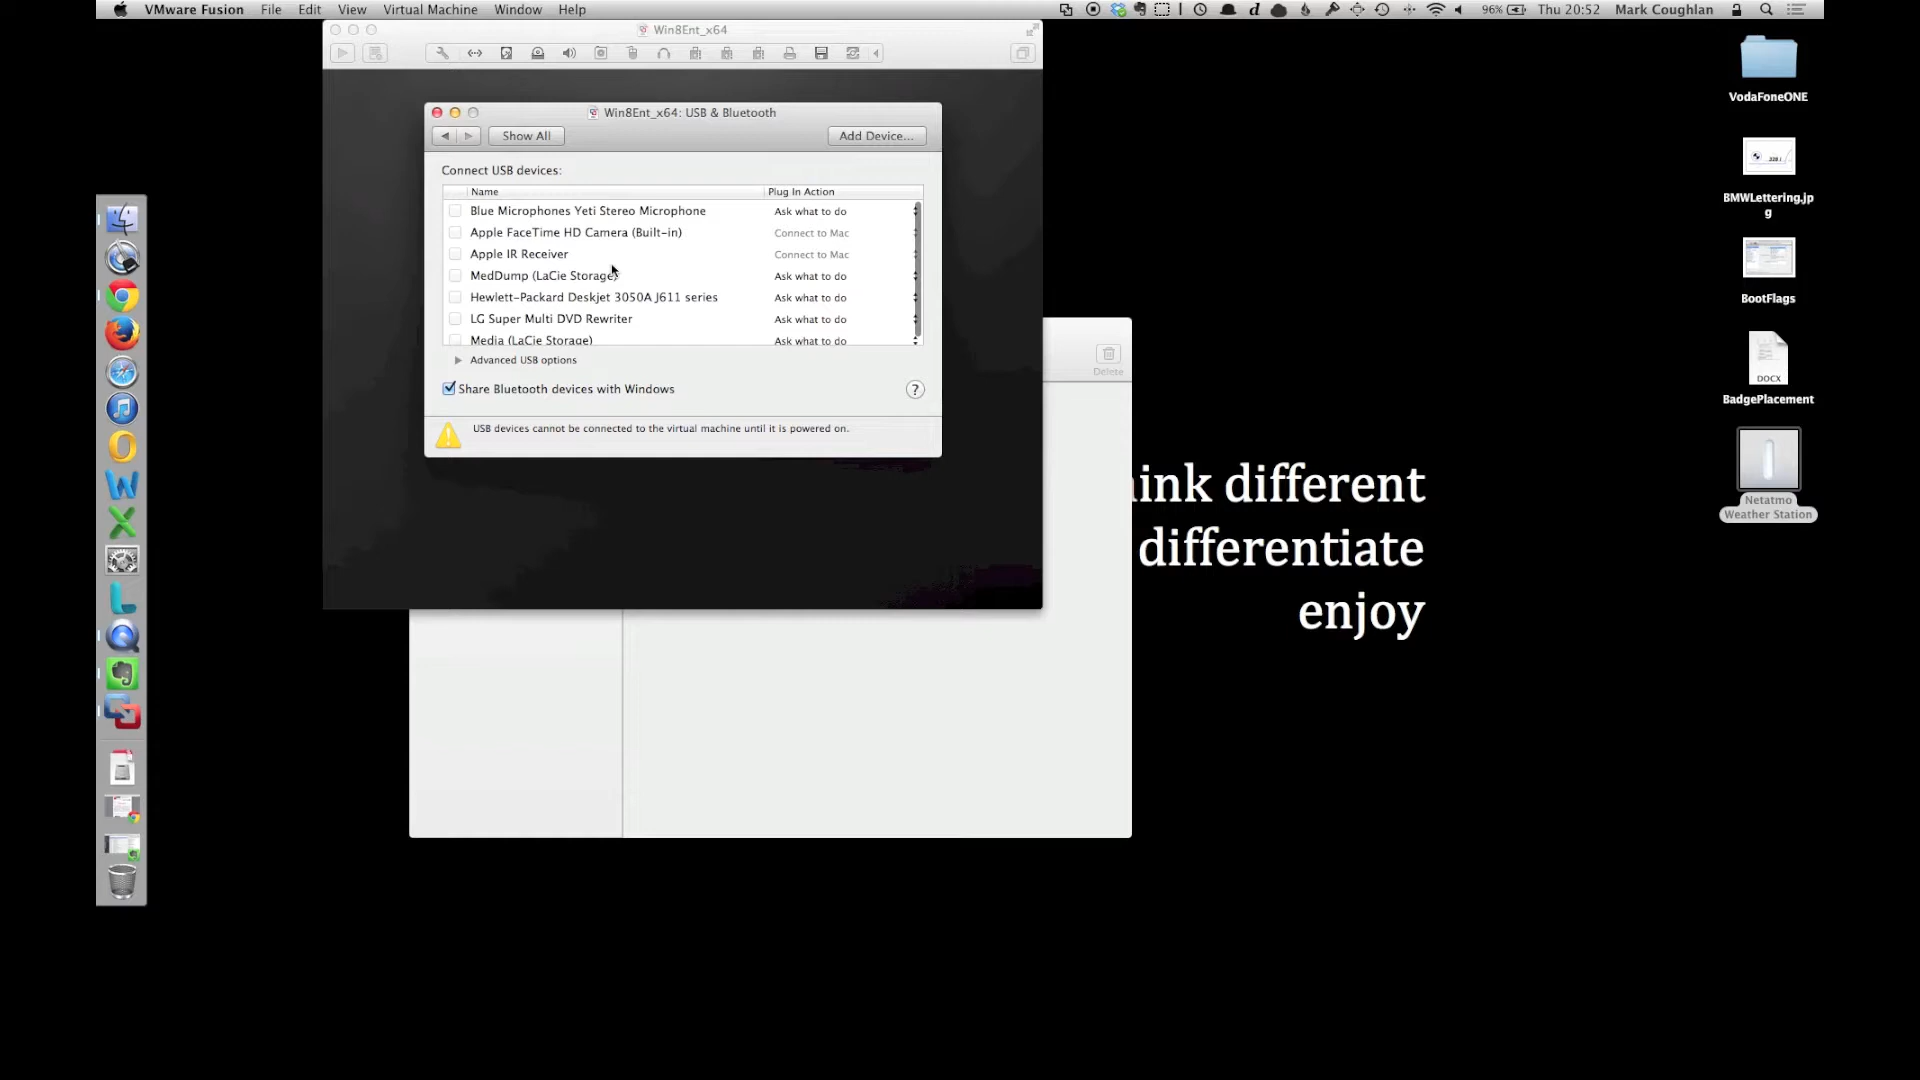 VMware Fusion File Edit View Virtual Machine Window Help
96% Thu 20:52 Mark Coughlan
Win8Ent_x64
Win8Ent_x64: USB & Bluetooth
Show All
Add Device...
Connect USB devices:
Name Plug In Action
Blue Microphones Yeti Stereo Microphone Ask what to do
Apple FaceTime HD Camera (Built-in) Connect to Mac
Apple IR Receiver Connect to Mac
MedDump (LaCie Storage) Ask what to do
Hewlett-Packard Deskjet 3050A J611 series Ask what to do
LG Super Multi DVD Rewriter Ask what to do
Media (LaCie Storage) Ask what to do
Advanced USB options
Share Bluetooth devices with Windows
?
USB devices cannot be connected to the virtual machine until it is powered on.
Delete
ink different
differentiate
enjoy
VodaFoneONE
BMWLettering.jp
g
BootFlags
DOCX
BadgePlacement
Netatmo
Weather Station